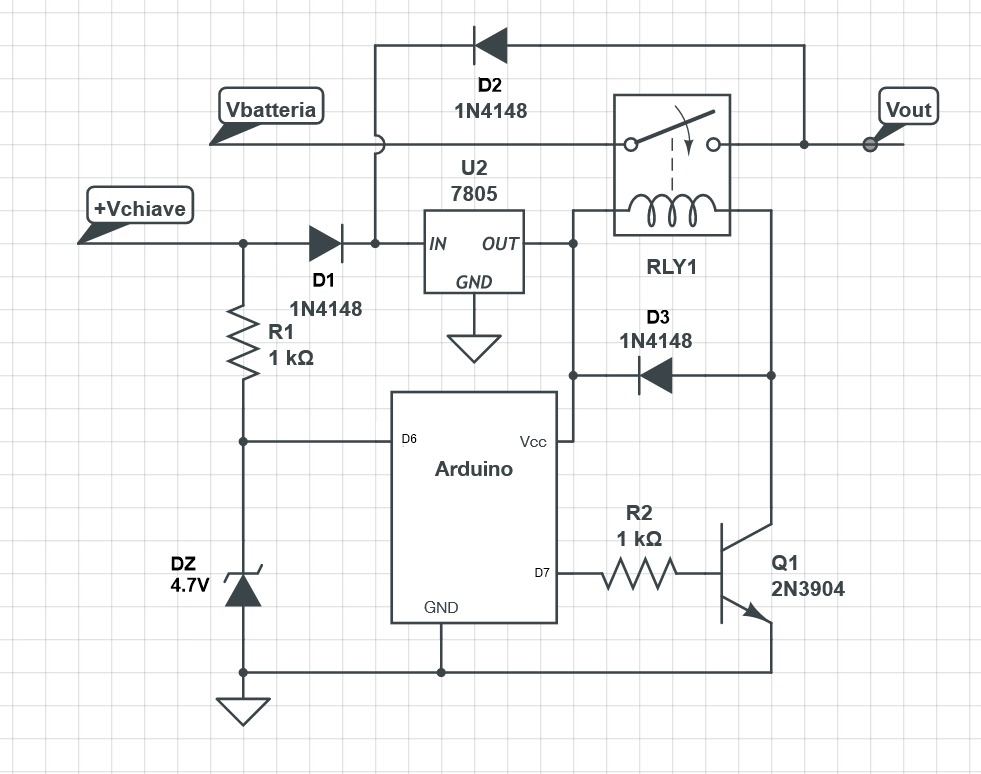 D2
1N4148
Vbatteria
Vout
U2
7805
+Vchiave
IN
OUT
GND
D1
1N4148
RLY1
R1
1 kΩ
D3
1N4148
D6
Vcc
Arduino
R2
1 kΩ
DZ
4.7V
D7
Q1
2N3904
GND